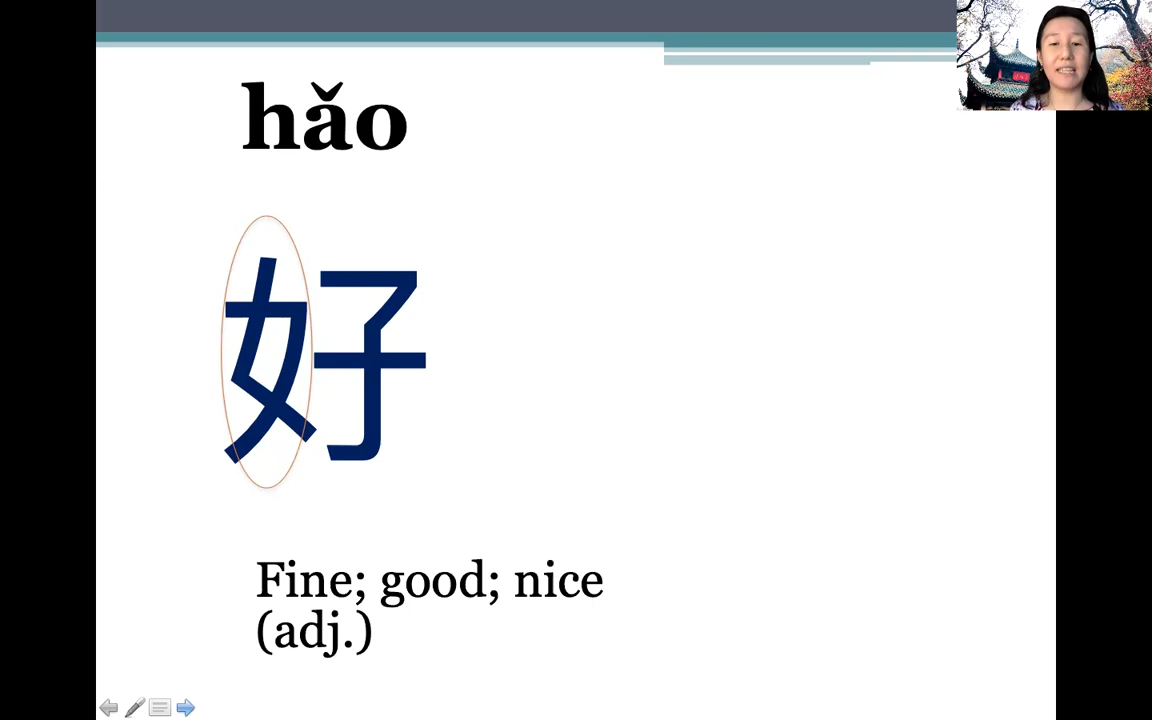 hǎo
好
Fine; good; nice
(adj.)